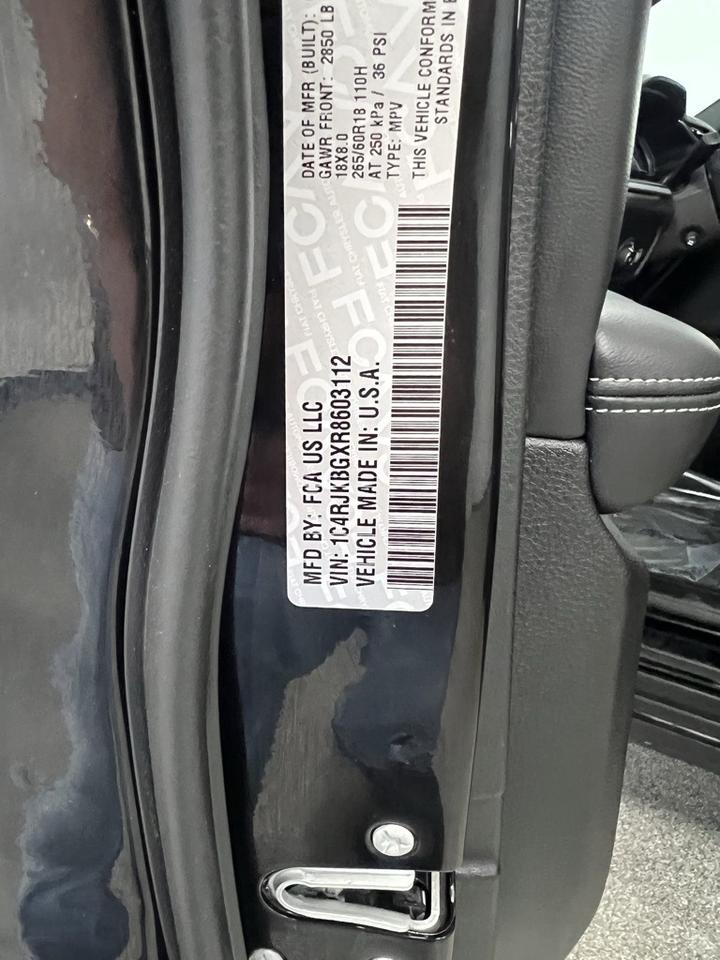 MFD BY: FCA US LLC
VIN: 1C4RJKBGXR8603112
VEHICLE MADE IN: U.S.A.
DATE OF MFR (BUILT):
GAWR FRONT: 2850 LB
18X8.0
265/60R18 110H
AT 250 kPa / 36 PSI
TYPE: MPV
THIS VEHICLE CONFORM
STANDARDS IN